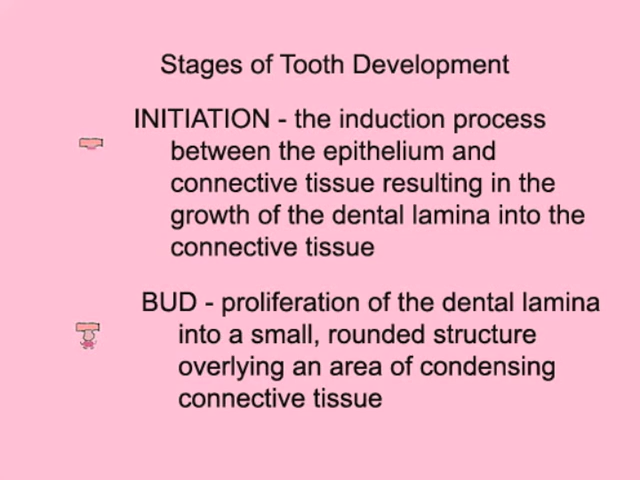 Stages of Tooth Development
INITIATION - the induction process
between the epithelium and
connective tissue resulting in the
growth of the dental lamina into the
connective tissue
BUD - proliferation of the dental lamina
into a small, rounded structure
overlying an area of condensing
connective tissue